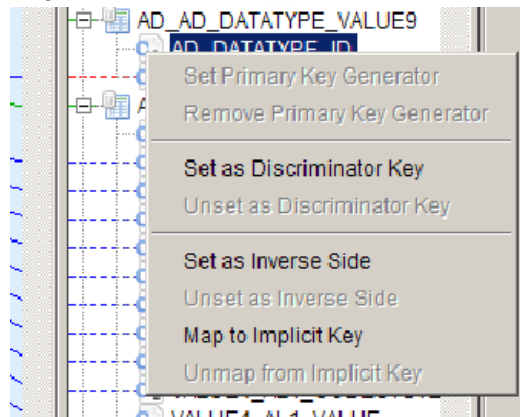 AD_AD_DATATYPE_VALUE9
AD_DATATYPE_ID
Set Primary Key Generator
Remove Primary Key Generator
Set as Discriminator Key
Unset as Discriminator Key
Set as Inverse Side
Unset as Inverse Side
Map to Implicit Key
Unmap from Implicit Key